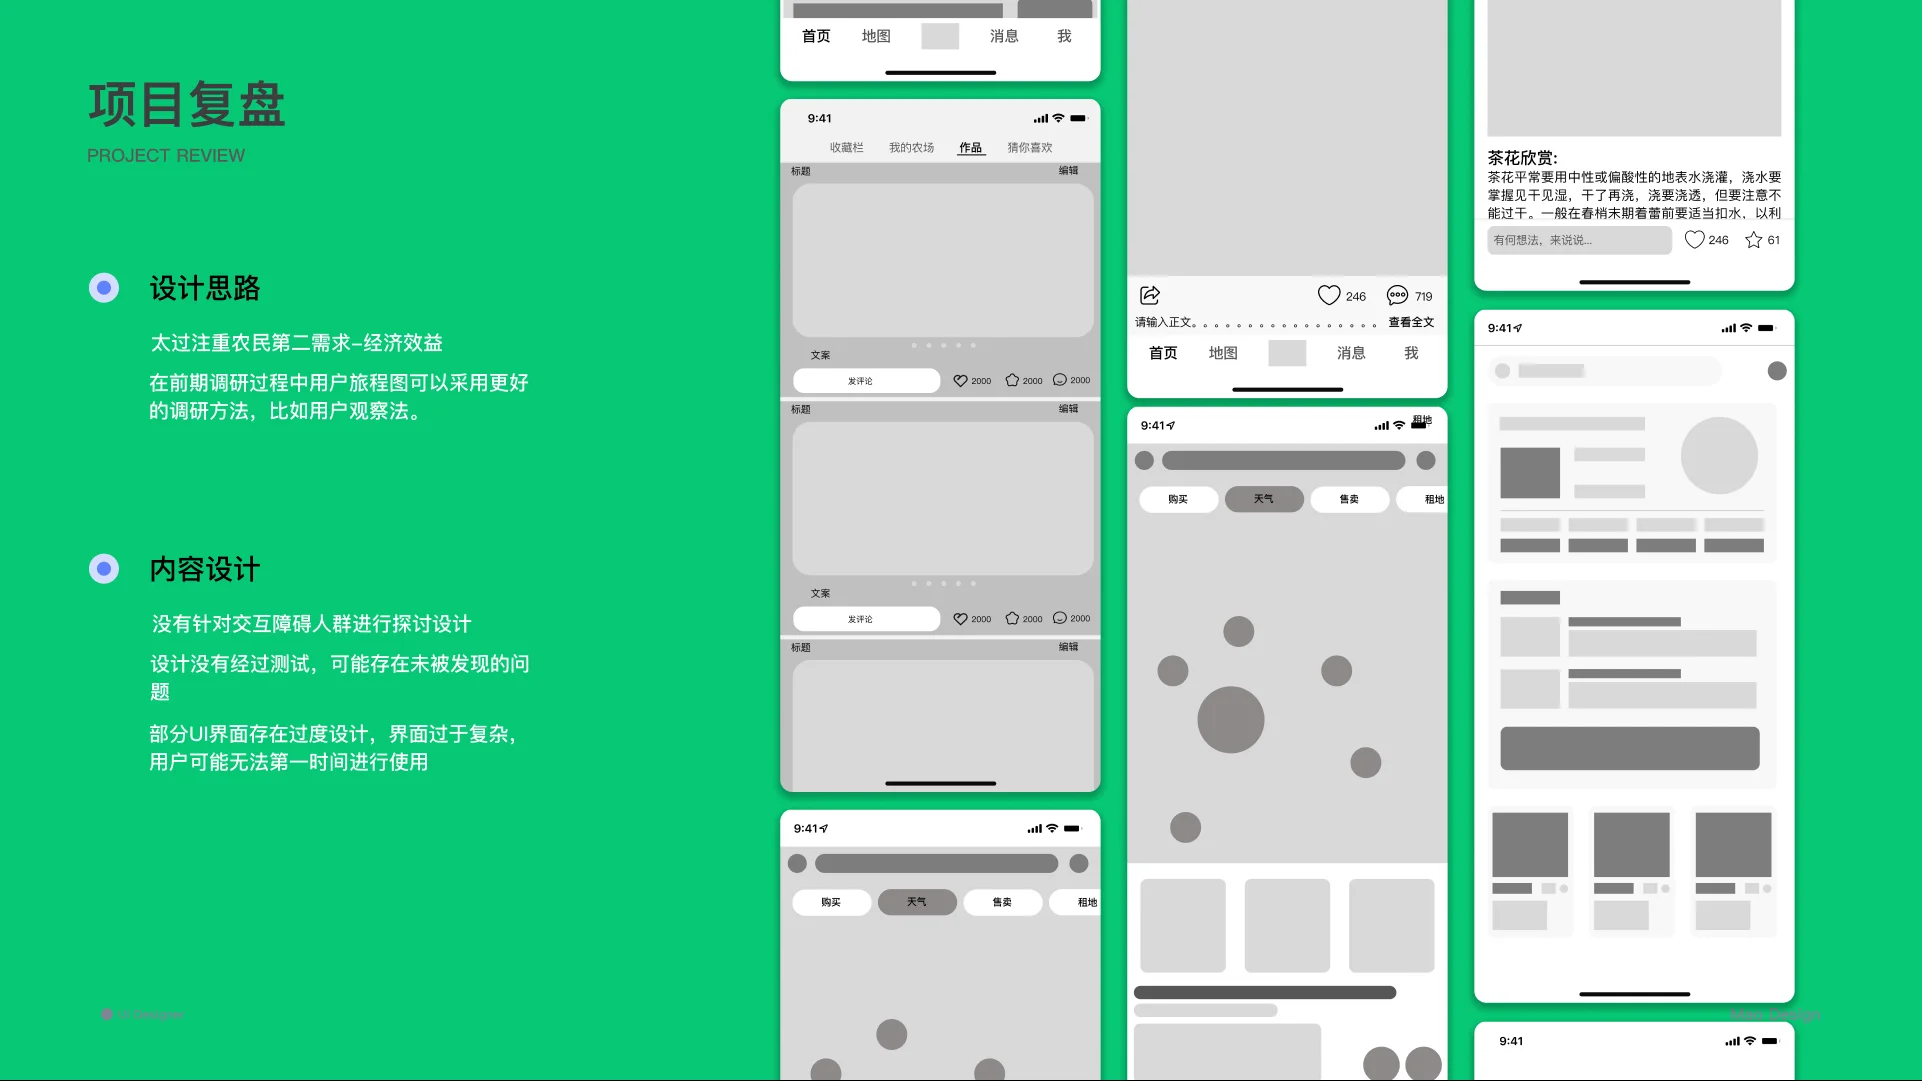 项目复盘
PROJECT REVIEW
设计思路
太过注重农民第二需求-经济效益
在前期调研过程中用户旅程图可以采用更好
的调研方法，比如用户观察法。
内容设计
没有针对交互障碍人群进行探讨设计
设计没有经过测试，可能存在未被发现的问
题
部分UI界面存在过度设计，界面过于复杂，
用户可能无法第一时间进行使用
UI Designer
首页 地图 消息 我
9:41
收藏栏 我的农场 作品 猜你喜欢
标题 编辑
文案
发评论 2000 2000 2000
标题 编辑
文案
发评论 2000 2000 2000
标题 编辑
9:41
购买 天气 售卖 租地
246 719
请输入正文。。。。。。。。。。。。。。。。 查看全文
首页 地图 消息 我
租地
9:41
购买 天气 售卖 租地
茶花欣赏:
茶花平常要用中性或偏酸性的地表水浇灌，浇水要
掌握见干见湿，干了再浇，浇要浇透，但要注意不
能过干。一般在春梢末期着蕾前要适当扣水，以利
有何想法，来说说... 246 61
9:41
Mao Design
9:41